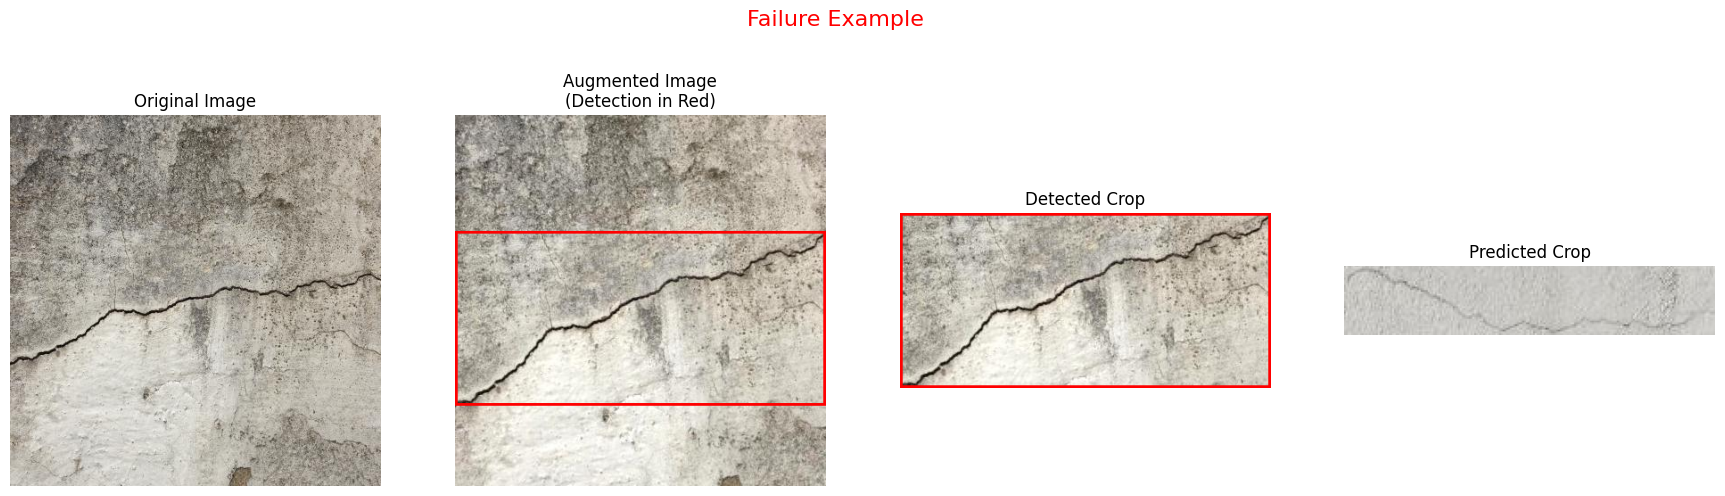 Failure Example
Original Image
Augmented Image
(Detection in Red)
Detected Crop
Predicted Crop